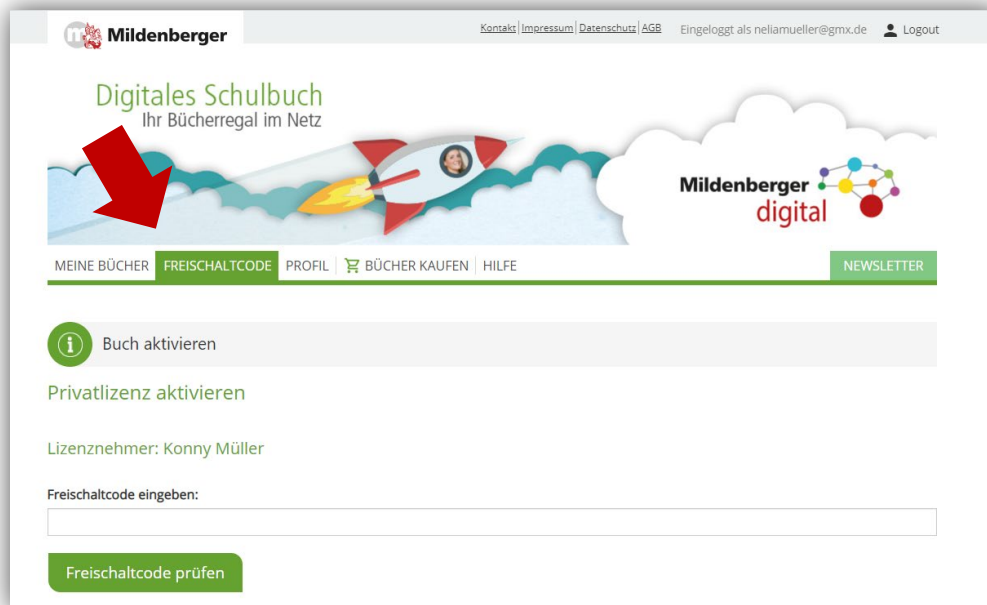 Mildenberger
Kontakt | Impressum | Datenschutz | AGB
Eingeloggt als neliamueller@gmx.de
Logout
Digitales Schulbuch
Ihr Bücherregal im Netz
Mildenberger
digital
MEINE BÜCHER FREISCHALTCODE PROFIL BÜCHER KAUFEN HILFE NEWSLETTER
Buch aktivieren
Privatlizenz aktivieren
Lizenznehmer: Konny Müller
Freischaltcode eingeben:
Freischaltcode prüfen